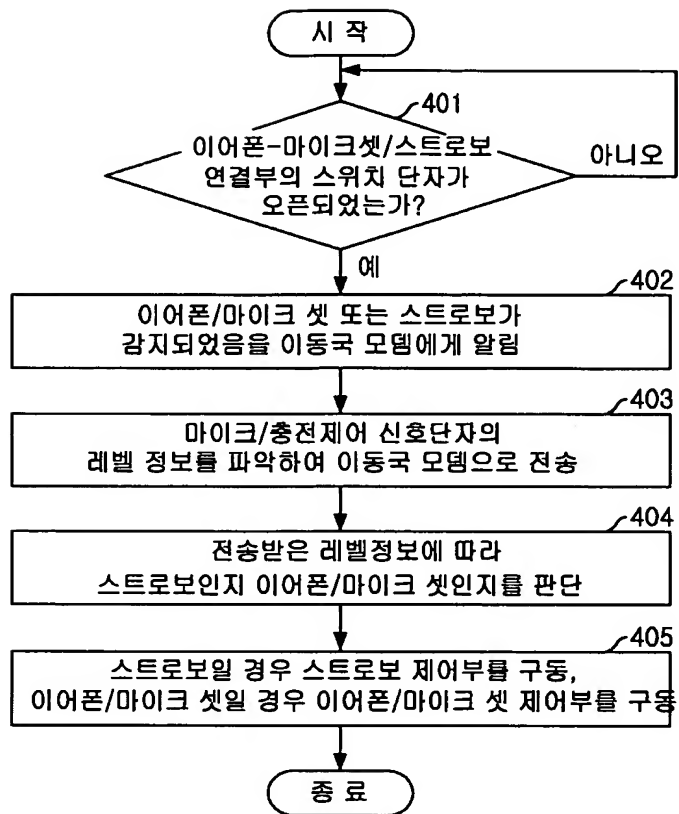 시 작
401
이어폰-마이크셋/스트로보
연결부의 스위치 단자가
오픈되었는가?
아니오
예
402
이어폰/마이크 셋 또는 스트로보가
감지되었음을 이동국 모뎀에게 알림
403
마이크/충전제어 신호단자의
레벨 정보를 파악하여 이동국 모뎀으로 전송
404
전송받은 레벨정보에 따라
스트로보인지 이어폰/마이크 셋인지를 판단
405
스트로보일 경우 스트로보 제어부를 구동,
이어폰/마이크 셋일 경우 이어폰/마이크 셋 제어부를 구동
종 료